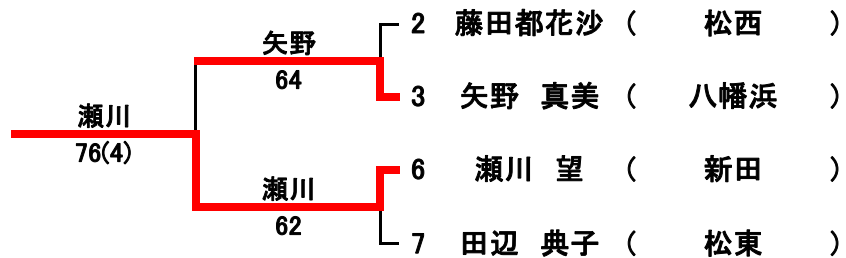 2 藤田都花沙 ( 松西 )
矢野
64
3 矢野 真美 ( 八幡浜 )
瀬川
76(4)
6 瀬川 望 ( 新田 )
瀬川
62
7 田辺 典子 ( 松東 )